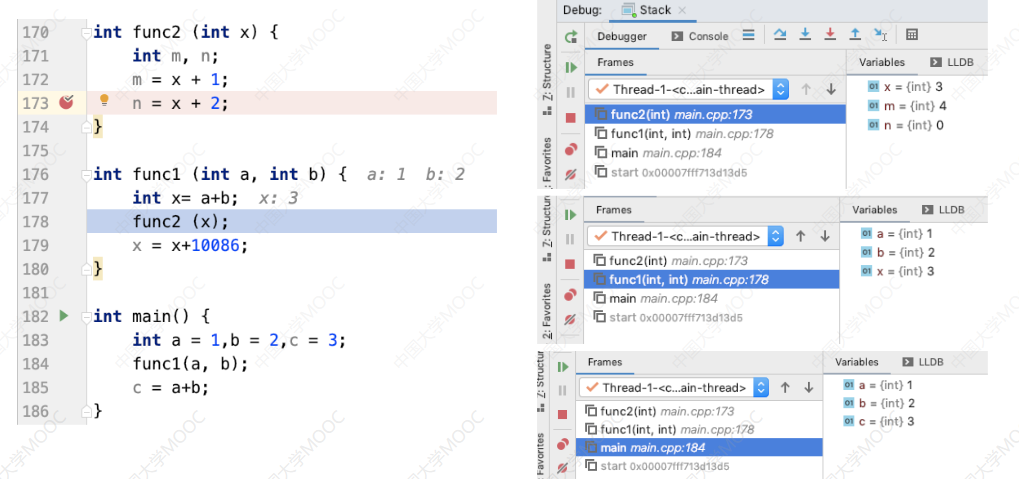 170 int func2 (int x) {
171 int m, n;
172 m = x + 1;
173 n = x + 2;
174 }
175
176 int func1 (int a, int b) { a: 1 b: 2
177 int x= a+b; x: 3
178 func2 (x);
179 x = x+10086;
180 }
181
182 int main() {
183 int a = 1,b = 2,c = 3;
184 func1(a, b);
185 c = a+b;
186 }
Debug: Stack ×
Debugger Console
Frames
Variables LLDB
Thread-1-<c...ain-thread>
func2(int) main.cpp:173
func1(int, int) main.cpp:178
main main.cpp:184
start 0x00007fff713d13d5
x = {int} 3
m = {int} 4
n = {int} 0
Z: Structure
Favorites
Frames
Variables LLDB
Thread-1-<c...ain-thread>
func2(int) main.cpp:173
func1(int, int) main.cpp:178
main main.cpp:184
start 0x00007fff713d13d5
a = {int} 1
b = {int} 2
x = {int} 3
Z: Structur
2: Favorites
Frames
Variables LLDB
Thread-1-<c...ain-thread>
func2(int) main.cpp:173
func1(int, int) main.cpp:178
main main.cpp:184
start 0x00007fff713d13d5
a = {int} 1
b = {int} 2
c = {int} 3
Z: Structur
avorites
中国大学MOOC